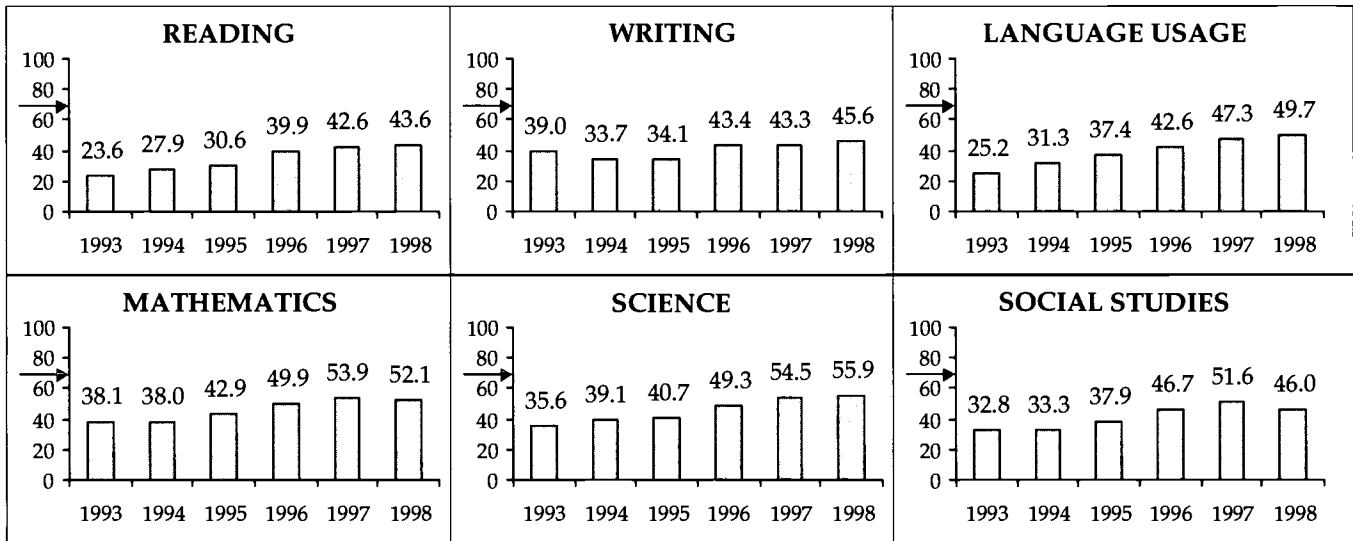 READING
100
80
60
40
20
0
23.6 27.9 30.6 39.9 42.6 43.6
1993 1994 1995 1996 1997 1998
WRITING
100
80
60
40
20
0
39.0 33.7 34.1 43.4 43.3 45.6
1993 1994 1995 1996 1997 1998
LANGUAGE USAGE
100
80
60
40
20
0
25.2 31.3 37.4 42.6 47.3 49.7
1993 1994 1995 1996 1997 1998
MATHEMATICS
100
80
60
40
20
0
38.1 38.0 42.9 49.9 53.9 52.1
1993 1994 1995 1996 1997 1998
SCIENCE
100
80
60
40
20
0
35.6 39.1 40.7 49.3 54.5 55.9
1993 1994 1995 1996 1997 1998
SOCIAL STUDIES
100
80
60
40
20
0
32.8 33.3 37.9 46.7 51.6 46.0
1993 1994 1995 1996 1997 1998